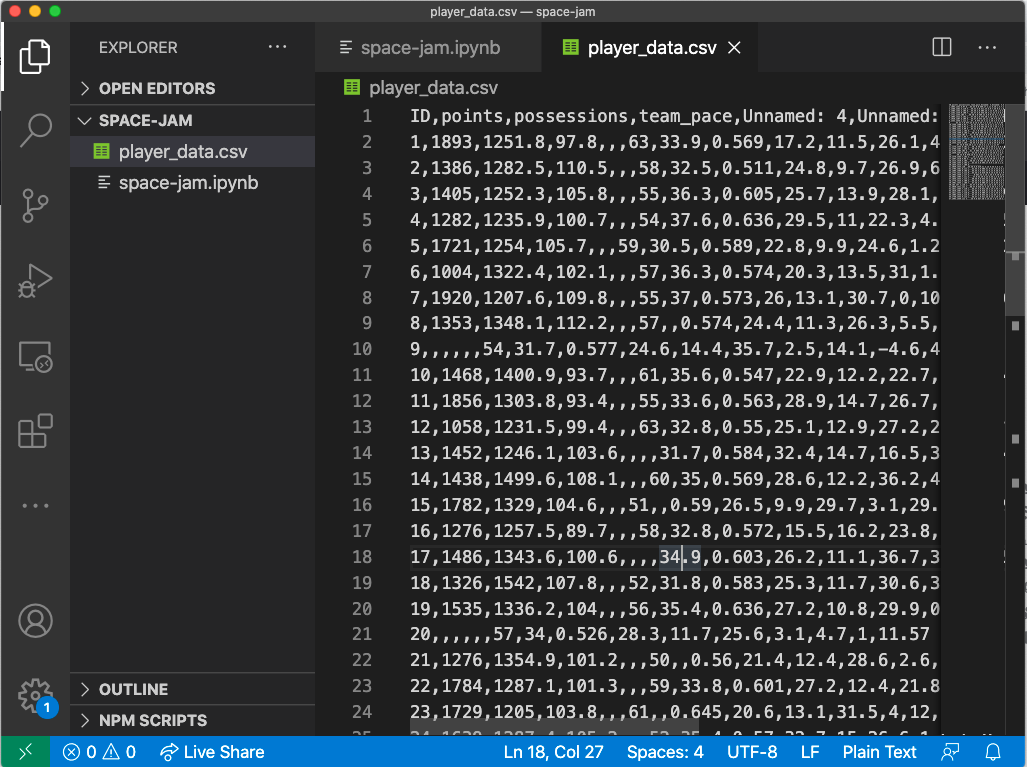 player_data.csv — space-jam
EXPLORER
OPEN EDITORS
SPACE-JAM
player_data.csv
space-jam.ipynb
OUTLINE
NPM SCRIPTS
1
space-jam.ipynb
player_data.csv
player_data.csv
1 ID,points,possessions,team_pace,Unnamed: 4,Unnamed:
2 1,1893,1251.8,97.8,,,63,33.9,0.569,17.2,11.5,26.1,4
3 2,1386,1282.5,110.5,,,58,32.5,0.511,24.8,9.7,26.9,6
4 3,1405,1252.3,105.8,,,55,36.3,0.605,25.7,13.9,28.1,
5 4,1282,1235.9,100.7,,,54,37.6,0.636,29.5,11,22.3,4.
6 5,1721,1254,105.7,,,59,30.5,0.589,22.8,9.9,24.6,1.2
7 6,1004,1322.4,102.1,,,57,36.3,0.574,20.3,13.5,31,1.
8 7,1920,1207.6,109.8,,,55,37,0.573,26,13.1,30.7,0,10
9 8,1353,1348.1,112.2,,,57,,0.574,24.4,11.3,26.3,5.5,
10 9,,,,,,54,31.7,0.577,24.6,14.4,35.7,2.5,14.1,-4.6,4
11 10,1468,1400.9,93.7,,,61,35.6,0.547,22.9,12.2,22.7,
12 11,1856,1303.8,93.4,,,55,33.6,0.563,28.9,14.7,26.7,
13 12,1058,1231.5,99.4,,,63,32.8,0.55,25.1,12.9,27.2,2
14 13,1452,1246.1,103.6,,,,31.7,0.584,32.4,14.7,16.5,3
15 14,1438,1499.6,108.1,,,60,35,0.569,28.6,12.2,36.2,4
16 15,1782,1329,104.6,,,51,,0.59,26.5,9.9,29.7,3.1,29.
17 16,1276,1257.5,89.7,,,58,32.8,0.572,15.5,16.2,23.8,
18 17,1486,1343.6,100.6,,,,34.9,0.603,26.2,11.1,36.7,3
19 18,1326,1542,107.8,,,52,31.8,0.583,25.3,11.7,30.6,3
20 19,1535,1336.2,104,,,56,35.4,0.636,27.2,10.8,29.9,0
21 20,,,,,,57,34,0.526,28.3,11.7,25.6,3.1,4.7,1,11.57
22 21,1276,1354.9,101.2,,,50,,0.56,21.4,12.4,28.6,2.6,
23 22,1784,1287.1,101.3,,,59,33.8,0.601,27.2,12.4,21.8
24 23,1729,1205,103.8,,,61,,0.645,20.6,13.1,31.5,4,12,
0 0 Live Share Ln 18, Col 27 Spaces: 4 UTF-8 LF Plain Text